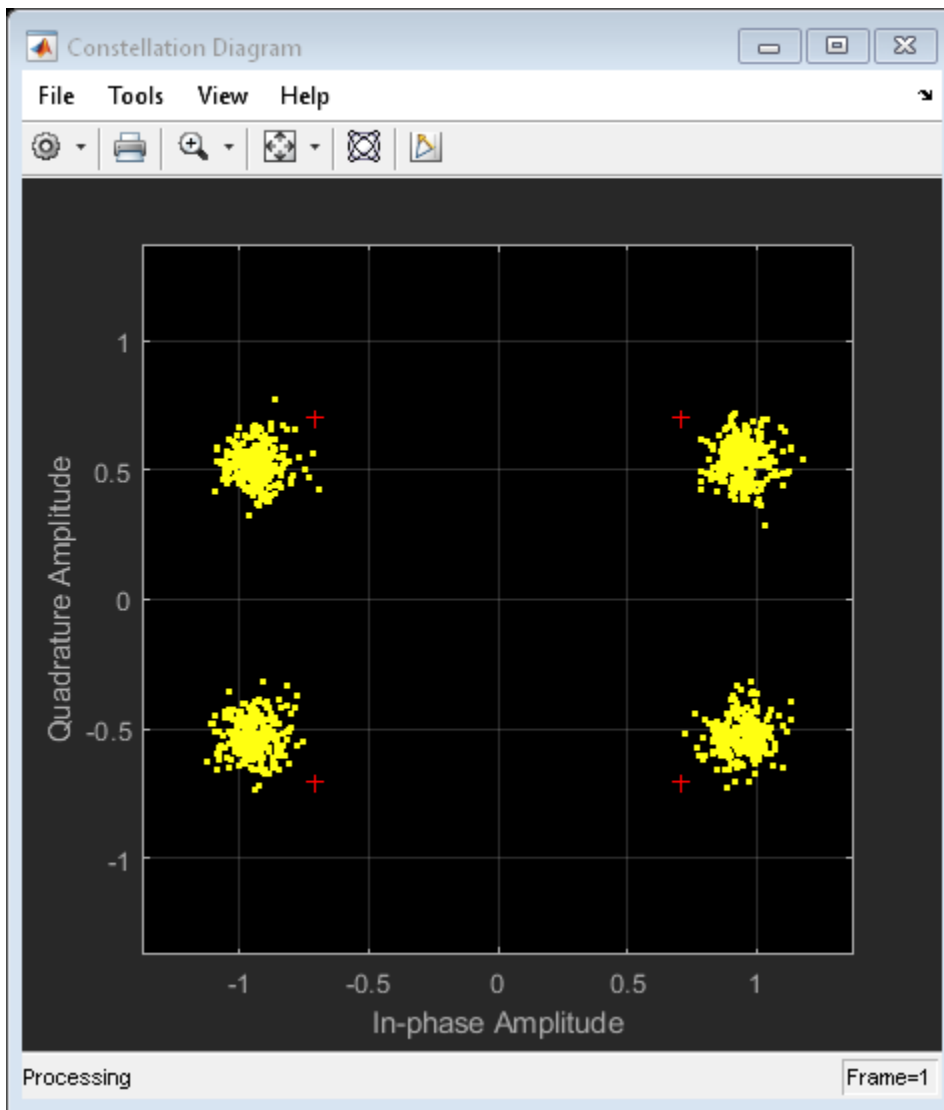 Constellation Diagram
File Tools View Help
1
0.5
0
-0.5
-1
Quadrature Amplitude
-1 -0.5 0 0.5 1
In-phase Amplitude
Processing Frame=1